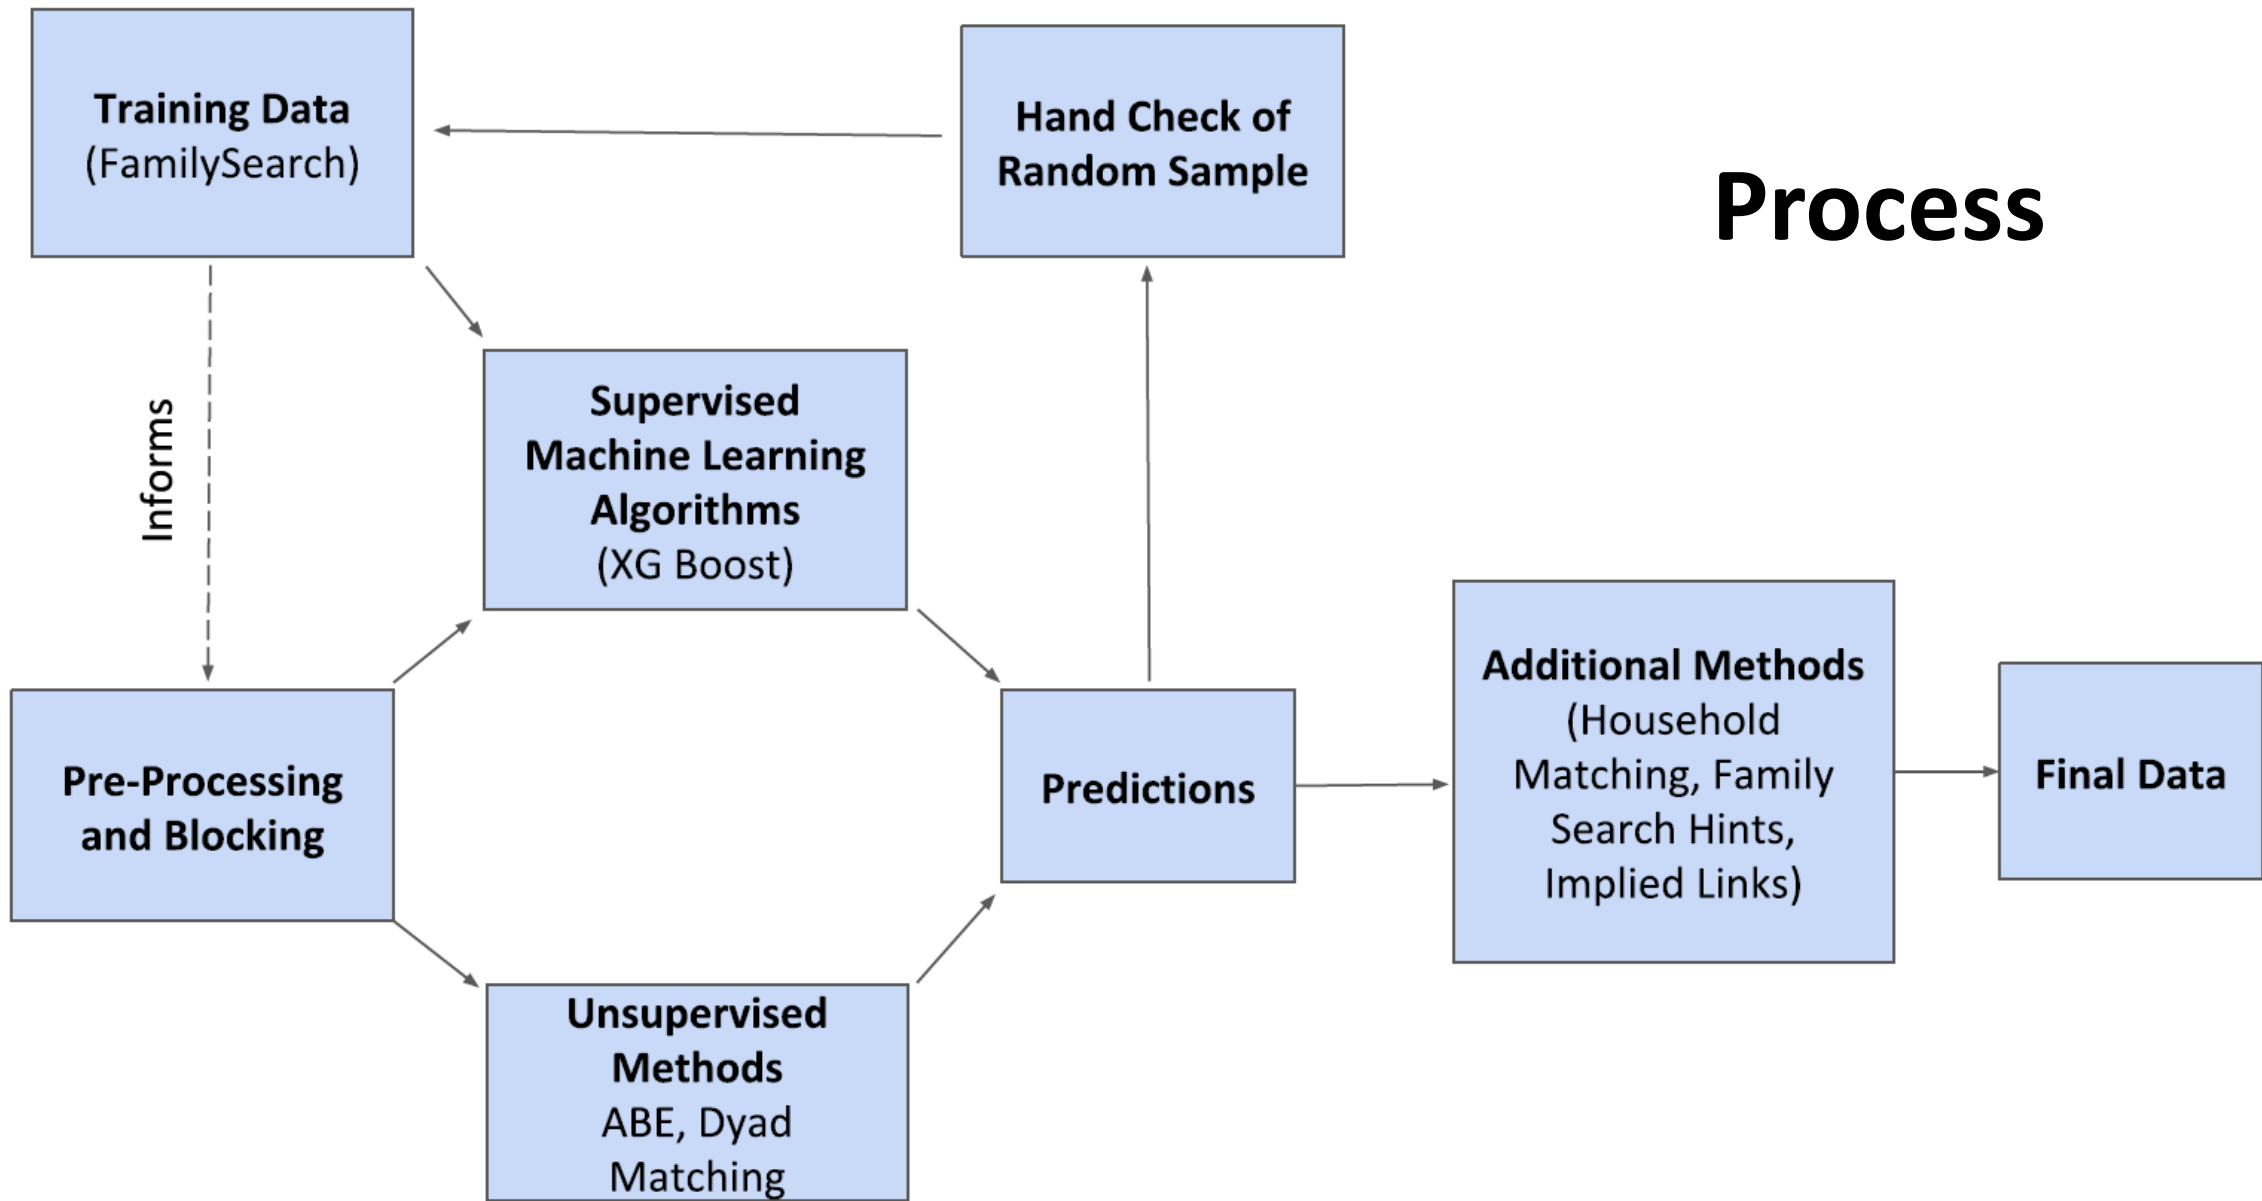 Training Data
(FamilySearch)
Hand Check of
Random Sample
Process
Informs
Supervised
Machine Learning
Algorithms
(XG Boost)
Pre-Processing
and Blocking
Predictions
Additional Methods
(Household
Matching, Family
Search Hints,
Implied Links)
Final Data
Unsupervised
Methods
ABE, Dyad
Matching